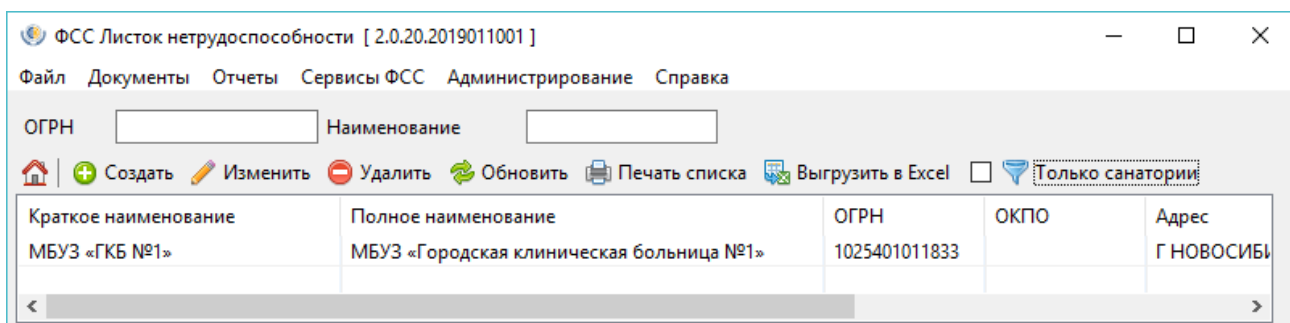 ФСС Листок нетрудоспособности [ 2.0.20.2019011001 ]
Файл Документы Отчеты Сервисы ФСС Администрирование Справка
ОГРН Наименование
Создать Изменить Удалить Обновить Печать списка Выгрузить в Excel Только санатории
Краткое наименование Полное наименование ОГРН ОКПО Адрес
МБУЗ «ГКБ №1» МБУЗ «Городская клиническая больница №1» 1025401011833 Г НОВОСИБИ